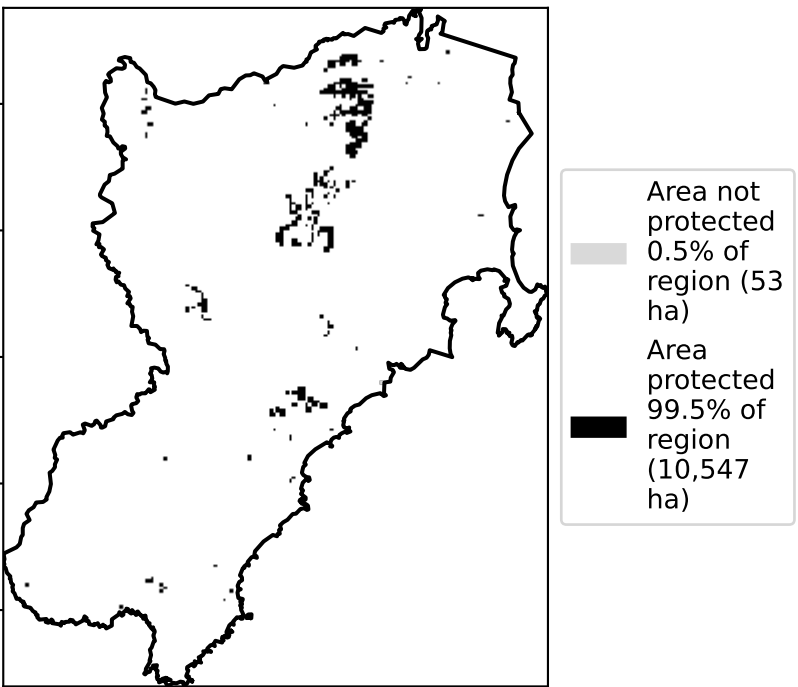 Area not
protected
0.5% of
region (53
ha)
Area
protected
99.5% of
region
(10,547
ha)